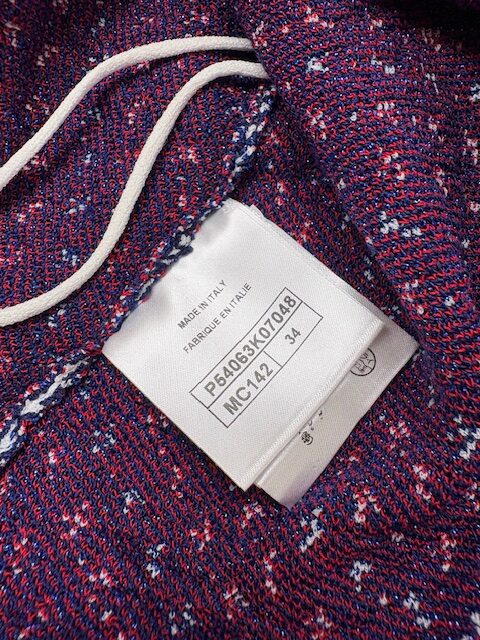 MADE IN ITALY
FABRIQUE EN ITALIE
P54063K07048
MC142 34